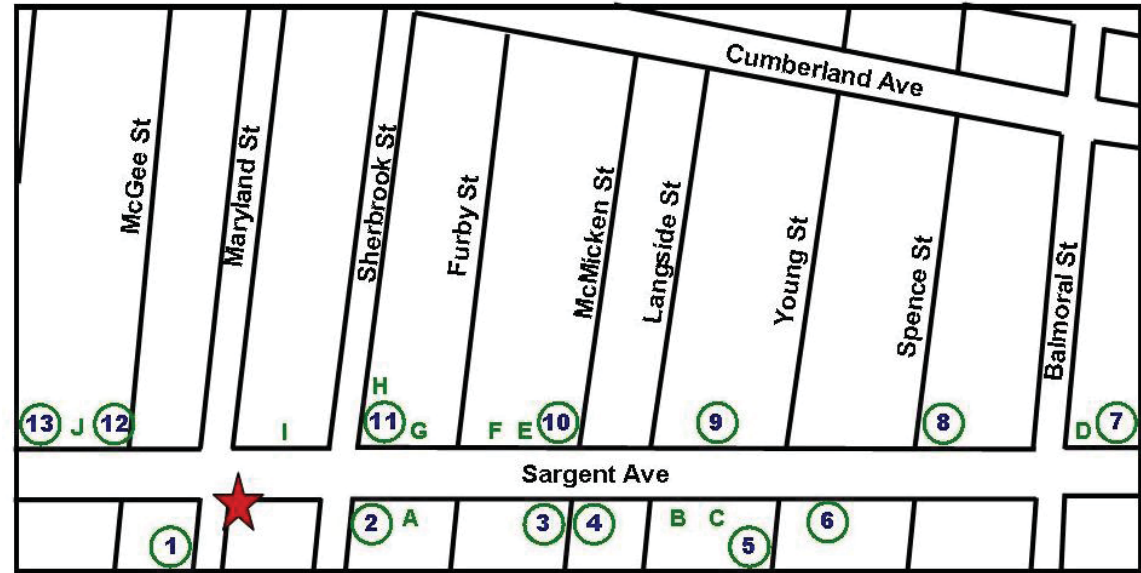 Cumberland Ave
McGee St
Maryland St
Sherbrook St
Furby St
McMicken St
Langside St
Young St
Spence St
Balmoral St
H
13 J 12 I 11 G F E 10 9 8 D 7
Sargent Ave
1 2 A 3 4 B C 5 6